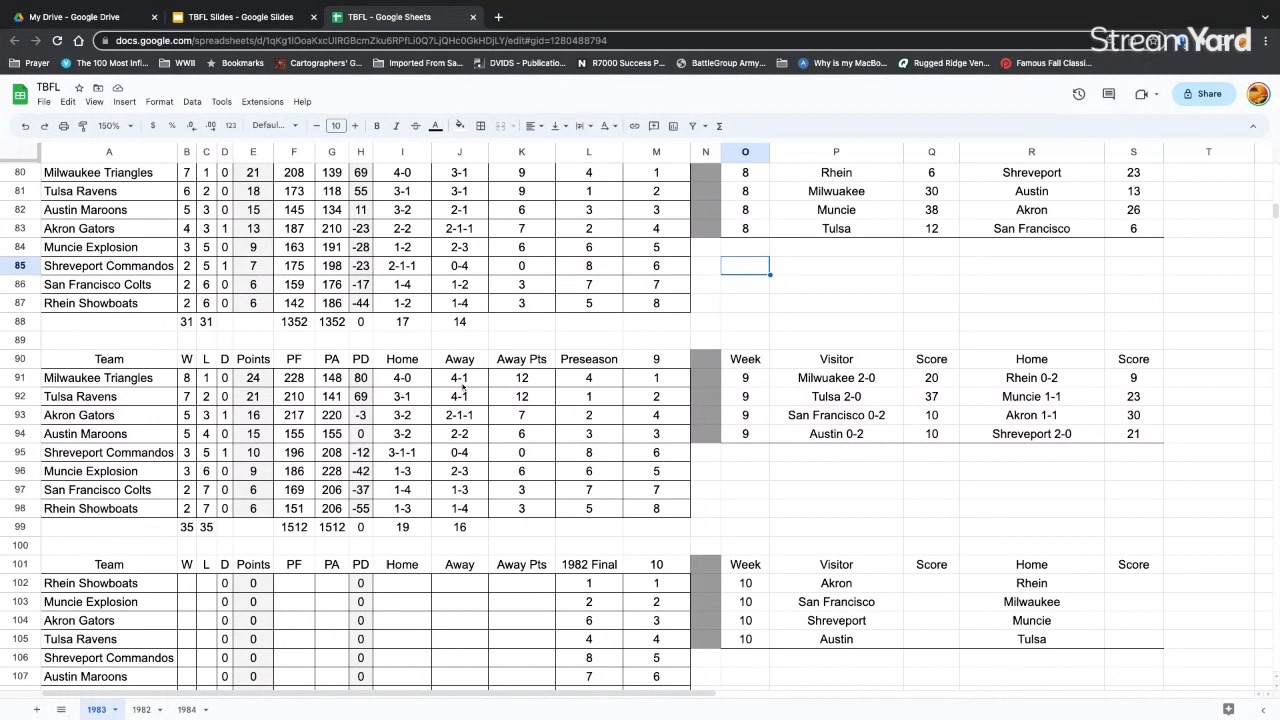 My Drive - Google Drive TBFL Slides - Google Slides TBFL - Google Sheets
docs.google.com/spreadsheets/d/1qKg1IOoaKxcUIRGBcmZku6RPfLi0Q7LjQHc0GkHDjLY/edit#gid=1280488794
StreamYard
Prayer The 100 Most Infl... WWII Bookmarks Cartographer's G... Imported From Sa... DVIDS - Publicatio... R7000 Success P... BattleGroup Army... Why is my MacBo... Rugged Ridge Ven... Famous Fall Classi...
TBFL
File Edit View Insert Format Data Tools Extensions Help
Share
150% $ % .0 .00 123 Defaul... 10 B I S A
A B C D E F G H I J K L M N O P Q R S T
80 Milwaukee Triangles 7 1 0 21 208 139 69 4-0 3-1 9 4 1 8 Rhein 6 Shreveport 23
81 Tulsa Ravens 6 2 0 18 173 118 55 3-1 3-1 9 1 2 8 Milwuakee 30 Austin 13
82 Austin Maroons 5 3 0 15 145 134 11 3-2 2-1 6 3 3 8 Muncie 38 Akron 26
83 Akron Gators 4 3 1 13 187 210 -23 2-2 2-1-1 7 2 4 8 Tulsa 12 San Francisco 6
84 Muncie Explosion 3 5 0 9 163 191 -28 1-2 2-3 6 6 5
85 Shreveport Commandos 2 5 1 7 175 198 -23 2-1-1 0-4 0 8 6
86 San Francisco Colts 2 6 0 6 159 176 -17 1-4 1-2 3 7 7
87 Rhein Showboats 2 6 0 6 142 186 -44 1-2 1-4 3 5 8
88 31 31 1352 1352 0 17 14
89
90 Team W L D Points PF PA PD Home Away Away Pts Preseason 9 Week Visitor Score Home Score
91 Milwaukee Triangles 8 1 0 24 228 148 80 4-0 4-1 12 4 1 9 Milwuakee 2-0 20 Rhein 0-2 9
92 Tulsa Ravens 7 2 0 21 210 141 69 3-1 4-1 12 1 2 9 Tulsa 2-0 37 Muncie 1-1 23
93 Akron Gators 5 3 1 16 217 220 -3 3-2 2-1-1 7 2 4 9 San Francisco 0-2 10 Akron 1-1 30
94 Austin Maroons 5 4 0 15 155 155 0 3-2 2-2 6 3 3 9 Austin 0-2 10 Shreveport 2-0 21
95 Shreveport Commandos 3 5 1 10 196 208 -12 3-1-1 0-4 0 8 6
96 Muncie Explosion 3 6 0 9 186 228 -42 1-3 2-3 6 6 5
97 San Francisco Colts 2 7 0 6 169 206 -37 1-4 1-3 3 7 7
98 Rhein Showboats 2 7 0 6 151 206 -55 1-3 1-4 3 5 8
99 35 35 1512 1512 0 19 16
100
101 Team W L D Points PF PA PD Home Away Away Pts 1982 Final 10 Week Visitor Score Home Score
102 Rhein Showboats 0 0 0 1 1 10 Akron Rhein
103 Muncie Explosion 0 0 0 2 2 10 San Francisco Milwaukee
104 Akron Gators 0 0 0 6 3 10 Shreveport Muncie
105 Tulsa Ravens 0 0 0 4 4 10 Austin Tulsa
106 Shreveport Commandos 0 0 0 8 5
107 Austin Maroons 0 0 0 7 6
1983 1982 1984